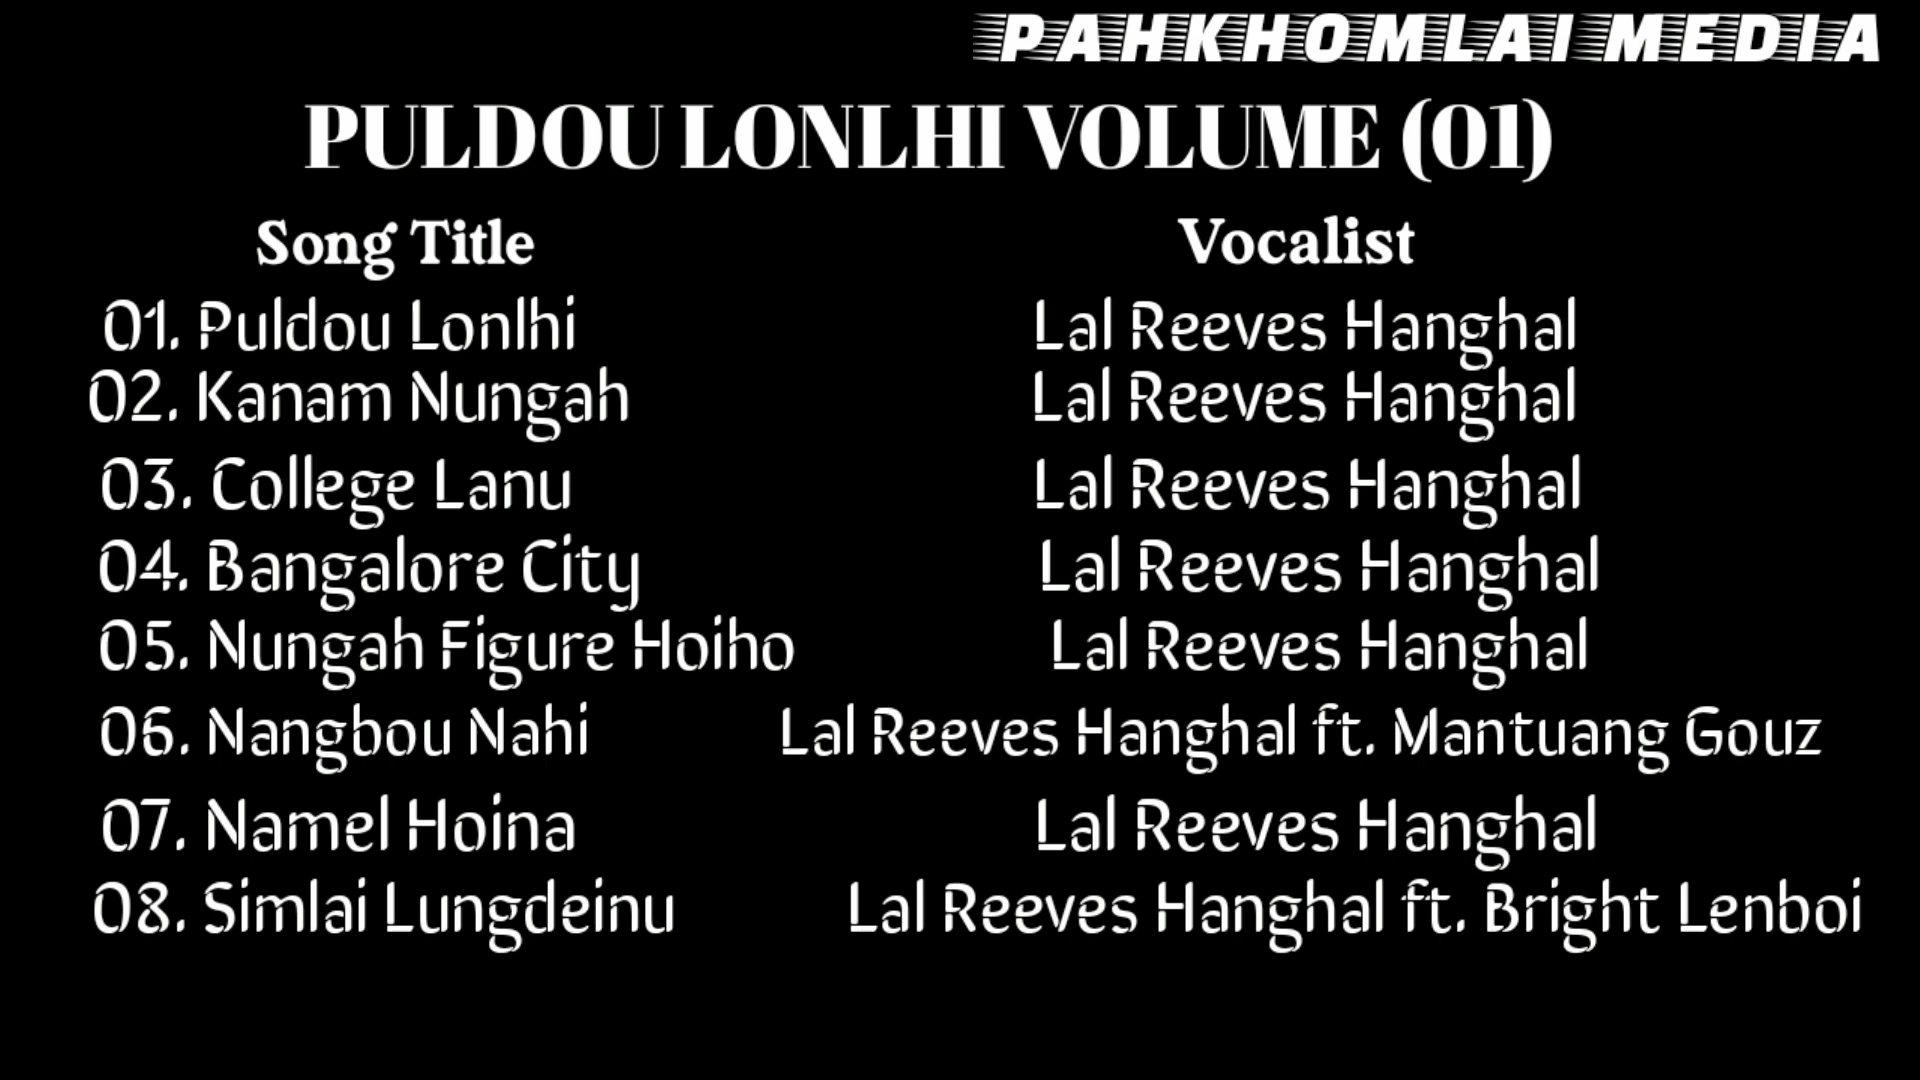 PAHKHOMLAI MEDIA
PULDOU LONLHI VOLUME (01)
Song Title Vocalist
01. Puldou Lonlhi Lal Reeves Hanghal
02. Kanam Nungah Lal Reeves Hanghal
03. College Lanu Lal Reeves Hanghal
04. Bangalore City Lal Reeves Hanghal
05. Nungah Figure Hoiho Lal Reeves Hanghal
06. Nangbou Nahi Lal Reeves Hanghal ft. Mantuang Gouz
07. Namel Hoina Lal Reeves Hanghal
08. Simlai Lungdeinu Lal Reeves Hanghal ft. Bright Lenboi